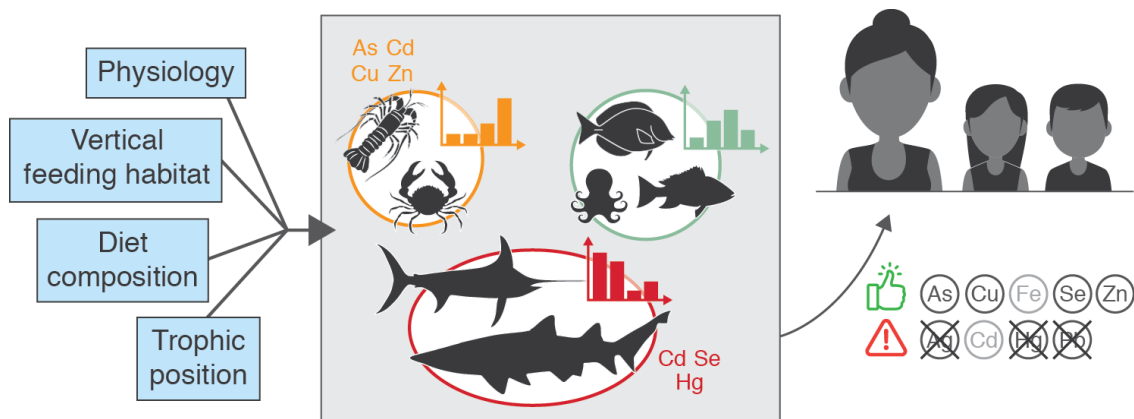 Physiology
Vertical
feeding habitat
Diet
composition
Trophic
position
As Cd
Cu Zn
Cd Se
Hg
As Cu Fe Se Zn
Ag Cd Hg Pb